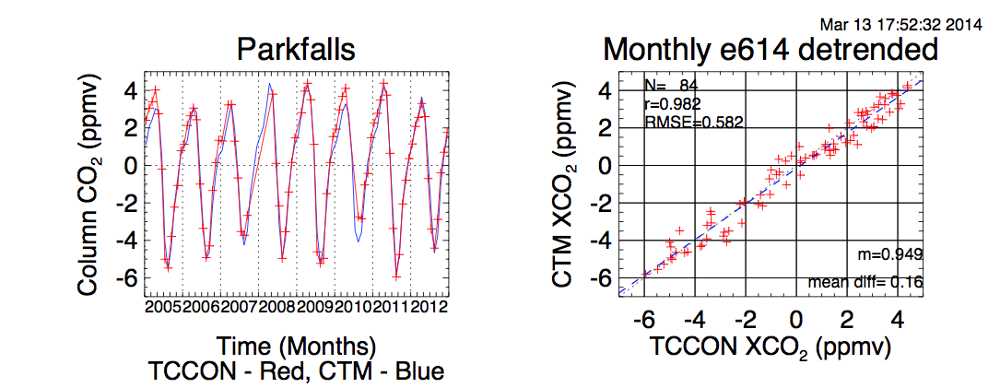 Mar 13 17:52:32 2014
Parkfalls
Column CO2 (ppmv)
4
2
0
-2
-4
-6
2005 2006 2007 2008 2009 2010 2011 2012
Time (Months)
TCCON - Red, CTM - Blue
Monthly e614 detrended
CTM XCO2 (ppmv)
4
2
0
-2
-4
-6
N= 84
r=0.982
RMSE=0.582
m=0.949
mean diff= 0.16
-6 -4 -2 0 2 4
TCCON XCO2 (ppmv)